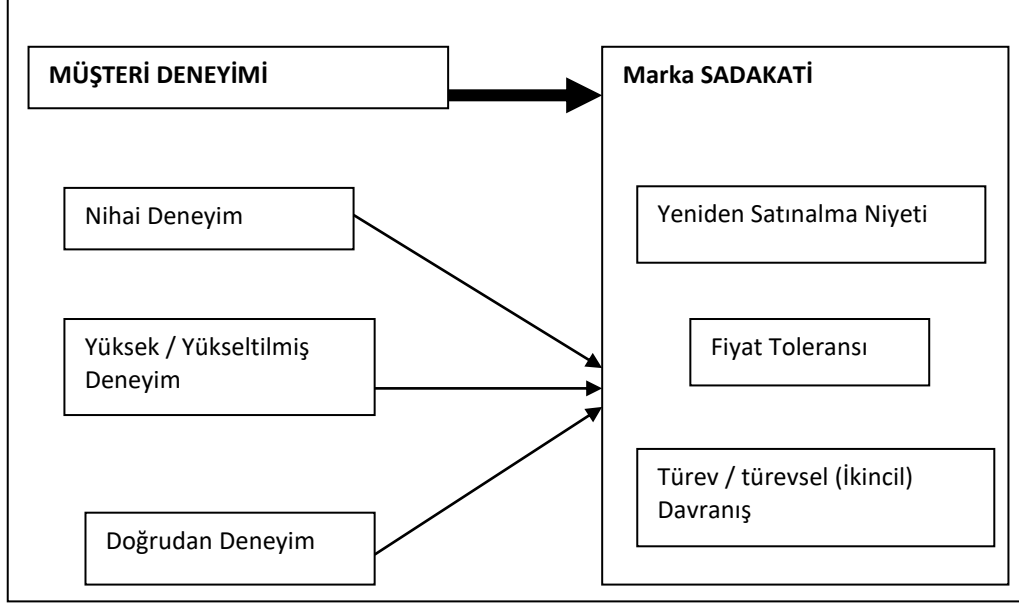 MÜŞTERİ DENEYİMİ
Marka SADAKATİ
Nihai Deneyim
Yeniden Satınalma Niyeti
Yüksek / Yükseltilmiş
Deneyim
Fiyat Toleransı
Türev / türevsel (İkincil)
Davranış
Doğrudan Deneyim